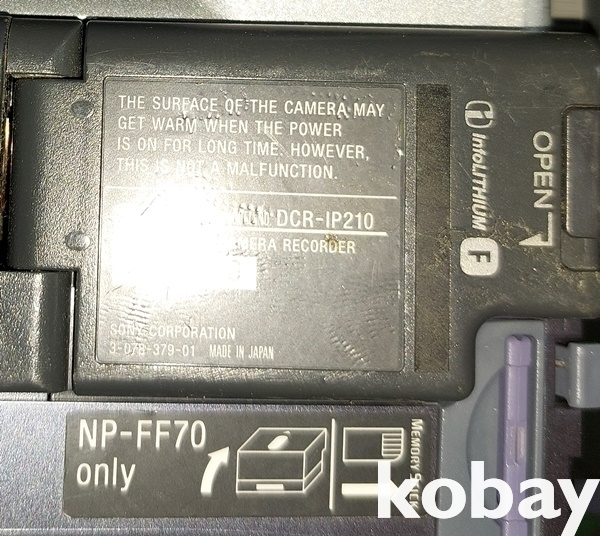 THE SURFACE OF THE CAMERA MAY
GET WARM WHEN THE POWER
IS ON FOR LONG TIME. HOWEVER,
THIS IS NOT A MALFUNCTION.
DCR-IP210
RECORDER
SONY CORPORATION
3-078-379-01 MADE IN JAPAN
InfoLITHIUM F
OPEN
NP-FF70
only
MEMORY STICK
kobay